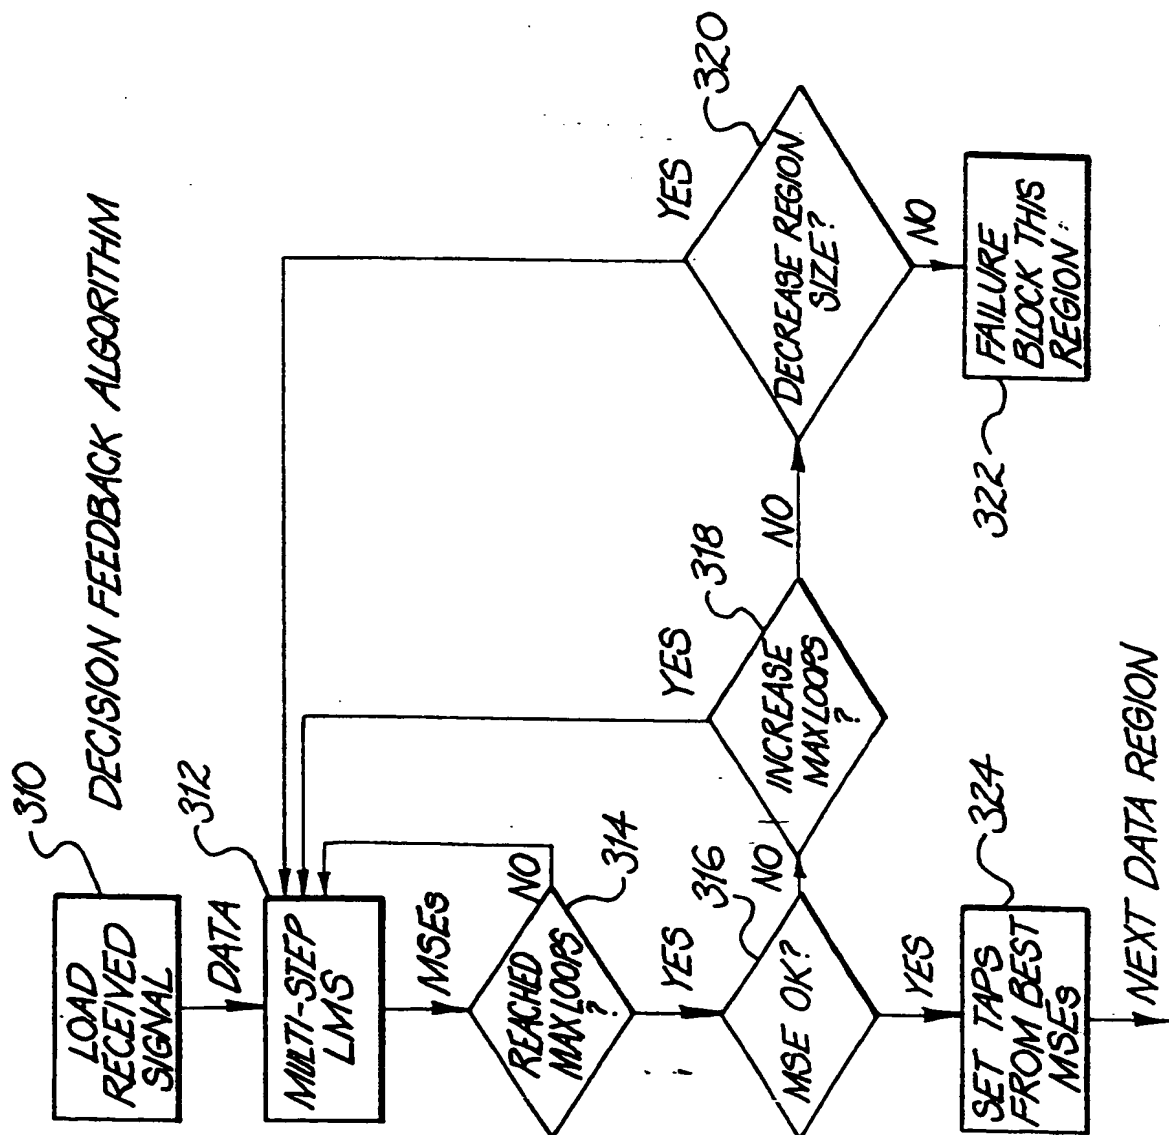 DECISION FEEDBACK ALGORITHM
310
LOAD
RECEIVED
SIGNAL
DATA
312
MULTI-STEP
LMS
MSEs
REACHED
MAX LOOPS
?
314
NO
YES
MSE OK?
316
NO
YES
INCREASE
MAX LOOPS
?
318
YES
NO
DECREASE REGION
SIZE?
320
YES
NO
FAILURE
BLOCK THIS
REGION
322
SET TAPS
FROM BEST
MSEs
324
NEXT DATA REGION